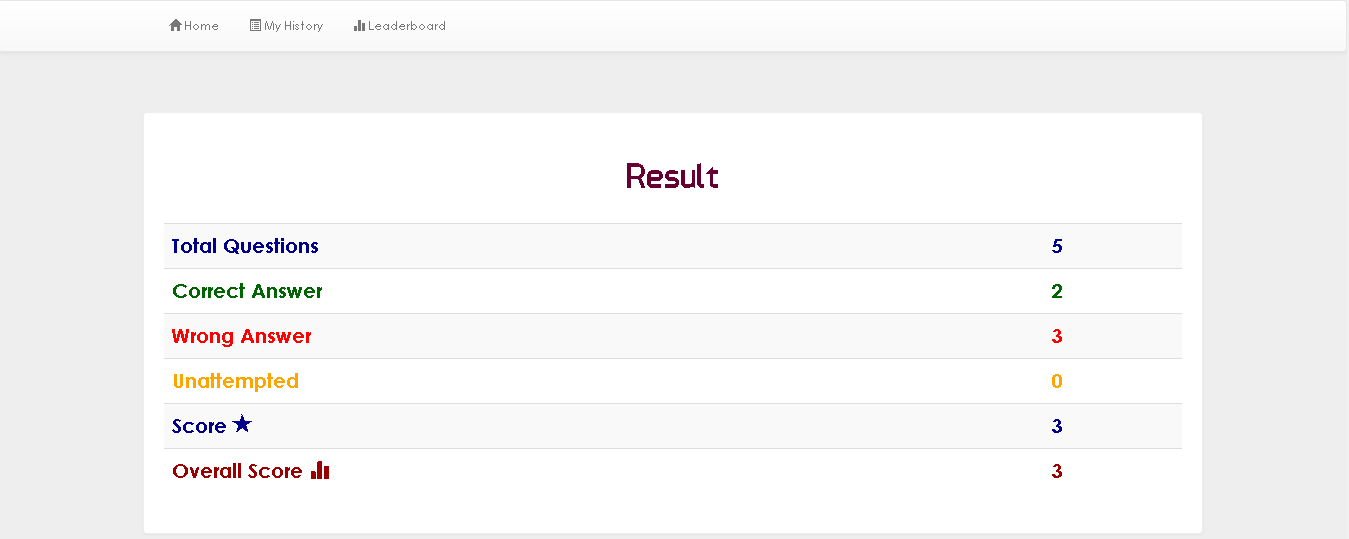 Home My History Leaderboard
Result
Total Questions 5
Correct Answer 2
Wrong Answer 3
Unattempted 0
Score 3
Overall Score 3